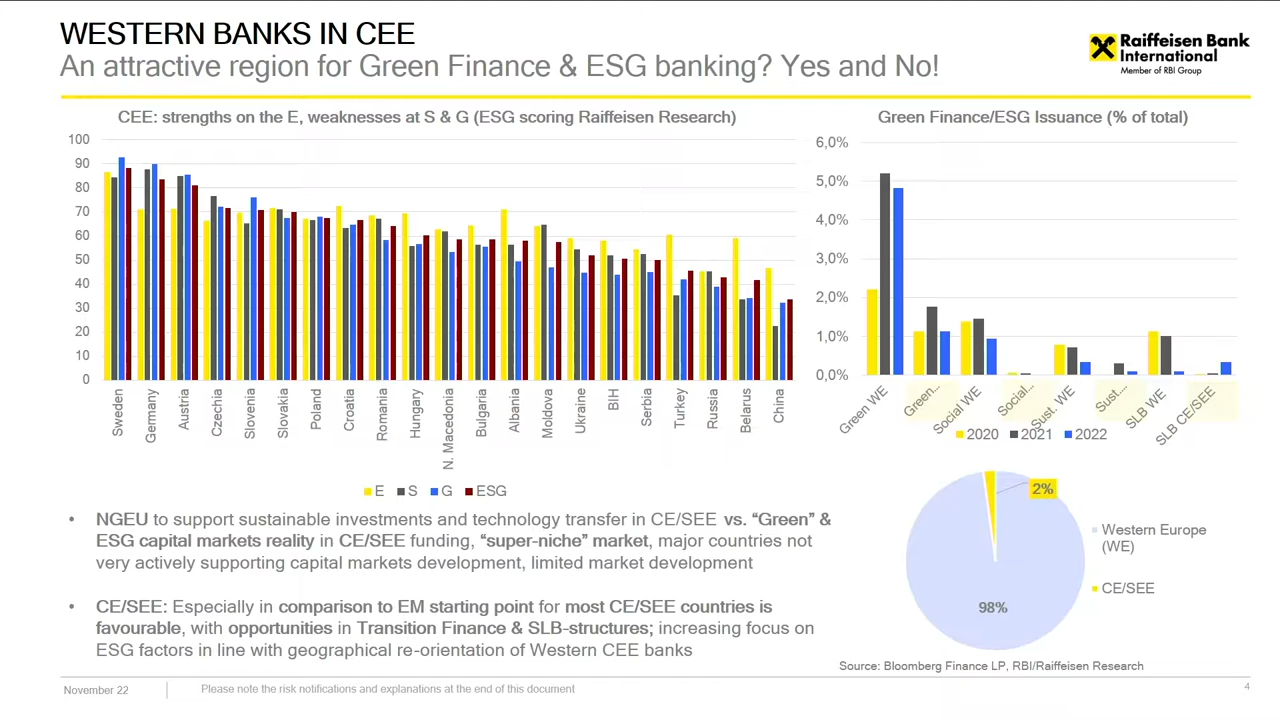 WESTERN BANKS IN CEE
An attractive region for Green Finance & ESG banking? Yes and No!
Raiffeisen Bank
International
Member of RBI Group
CEE: strengths on the E, weaknesses at S & G (ESG scoring Raiffeisen Research)
100
90
80
70
60
50
40
30
20
10
0
Sweden
Germany
Austria
Czechia
Slovenia
Slovakia
Poland
Croatia
Romania
Hungary
N. Macedonia
Bulgaria
Albania
Moldova
Ukraine
BIH
Serbia
Turkey
Russia
Belarus
China
E S G ESG
Green Finance/ESG Issuance (% of total)
6,0%
5,0%
4,0%
3,0%
2,0%
1,0%
0,0%
Green WE
Green...
Social WE
Social...
Sust. WE
Sust....
SLB WE
SLB CE/SEE
2020 2021 2022
• NGEU to support sustainable investments and technology transfer in CE/SEE vs. “Green” &
ESG capital markets reality in CE/SEE funding, “super-niche” market, major countries not
very actively supporting capital markets development, limited market development
• CE/SEE: Especially in comparison to EM starting point for most CE/SEE countries is
favourable, with opportunities in Transition Finance & SLB-structures; increasing focus on
ESG factors in line with geographical re-orientation of Western CEE banks
2%
98%
Western Europe
(WE)
CE/SEE
Source: Bloomberg Finance LP, RBI/Raiffeisen Research
November 22
Please note the risk notifications and explanations at the end of this document
4